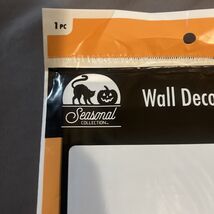 1 PC
Wall Deco
Seasonal
COLLECTION